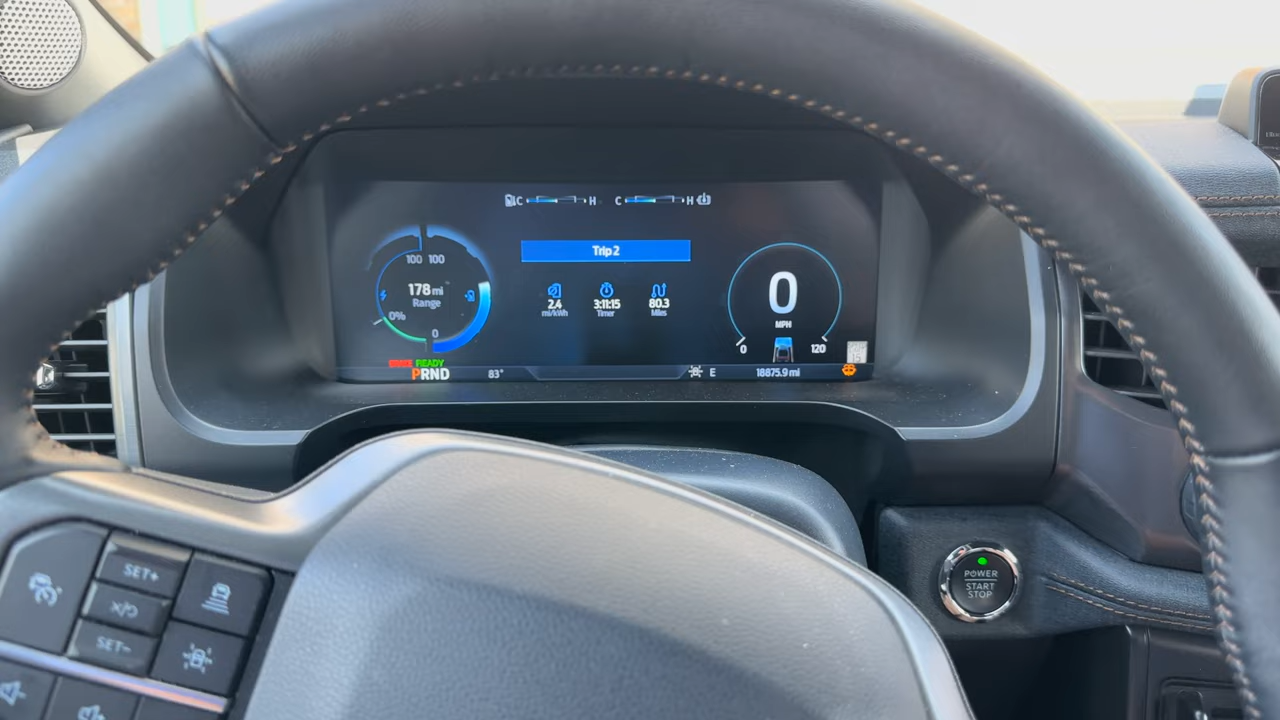 C H C H
Trip 2
100 100
178 mi
Range
0%
0
2.4
mi/kWh
3:11:15
Timer
80.3
Miles
0
MPH
0 120
BRAKE READY
PRND
83°
E
18875.9 mi
POWER
START
STOP
SET+
SET-